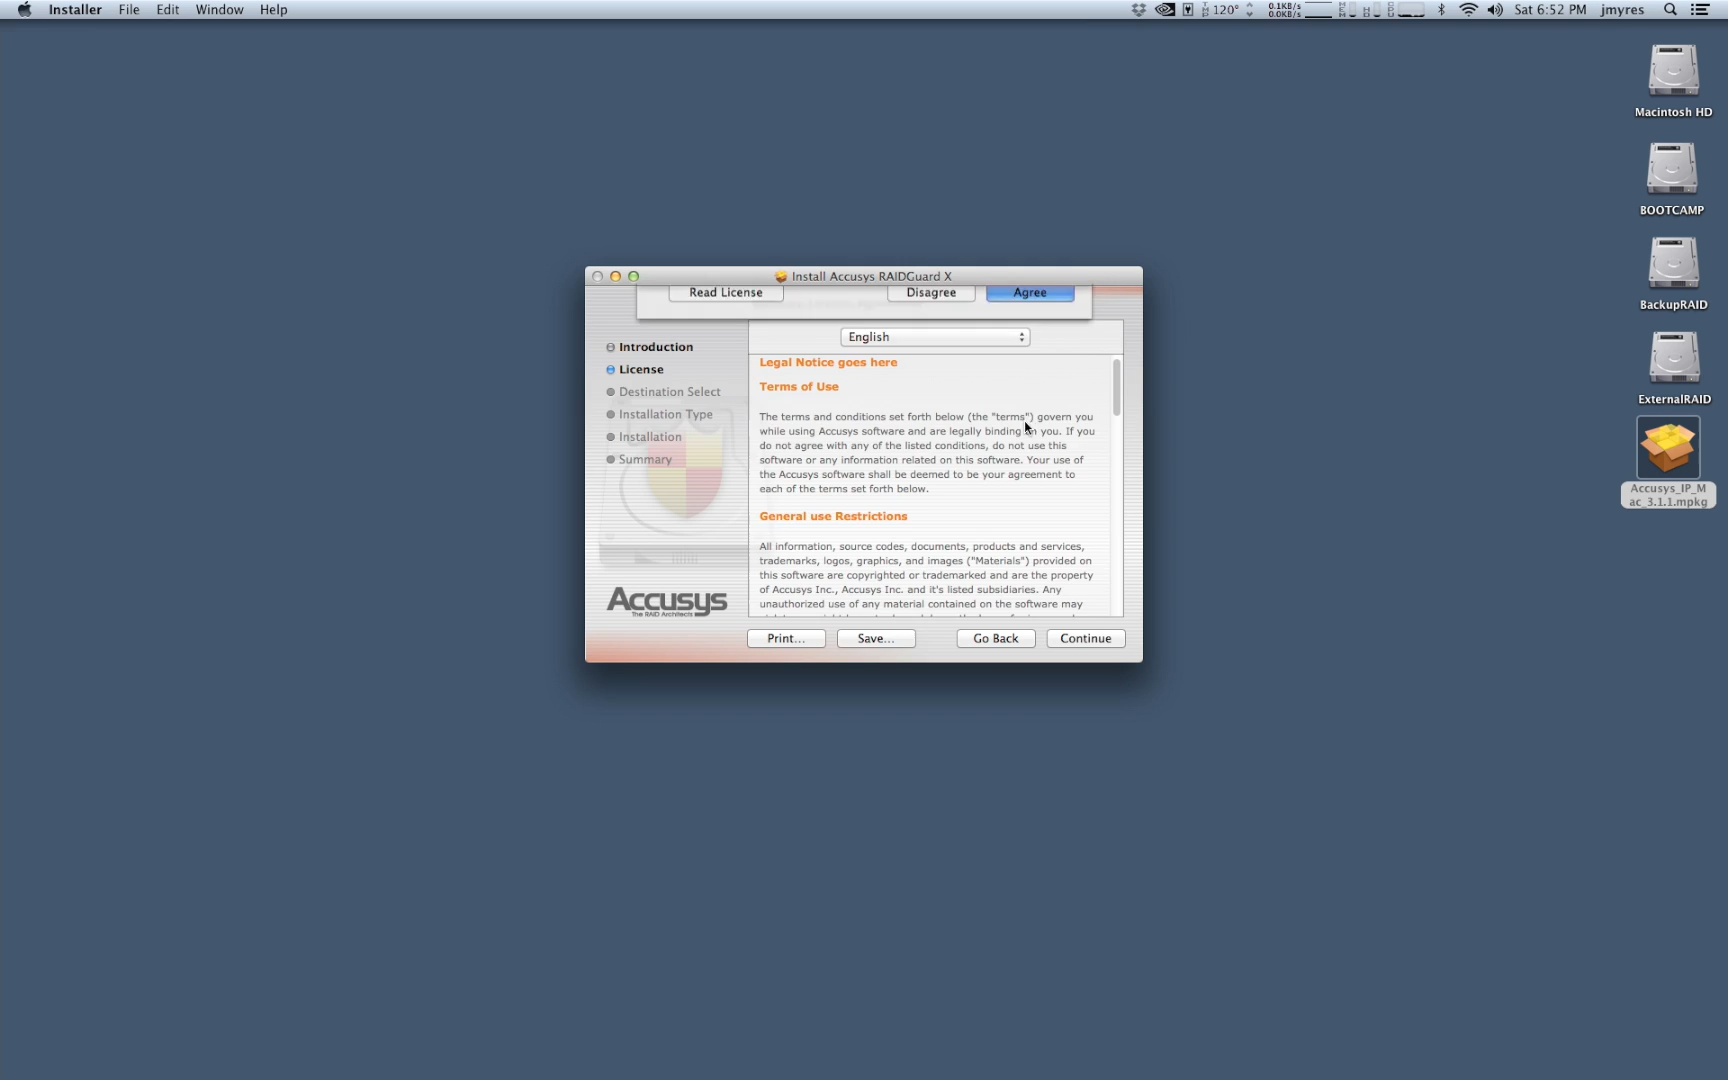 Installer File Edit Window Help
120° 0.1KB/s 0.0KB/s Sat 6:52 PM jmyres
Macintosh HD
BOOTCAMP
BackupRAID
ExternalRAID
Accusys_IP_M
ac_3.1.1.mpkg
Install Accusys RAIDGuard X
Read License Disagree Agree
English
Introduction
License
Destination Select
Installation Type
Installation
Summary
Legal Notice goes here
Terms of Use
The terms and conditions set forth below (the "terms") govern you
while using Accusys software and are legally binding on you. If you
do not agree with any of the listed conditions, do not use this
software or any information related on this software. Your use of
the Accusys software shall be deemed to be your agreement to
each of the terms set forth below.
General use Restrictions
All information, source codes, documents, products and services,
trademarks, logos, graphics, and images ("Materials") provided on
this software are copyrighted or trademarked and are the property
of Accusys Inc., Accusys Inc. and it's listed subsidiaries. Any
unauthorized use of any material contained on the software may
Accusys
The RAID Architects
Print... Save... Go Back Continue